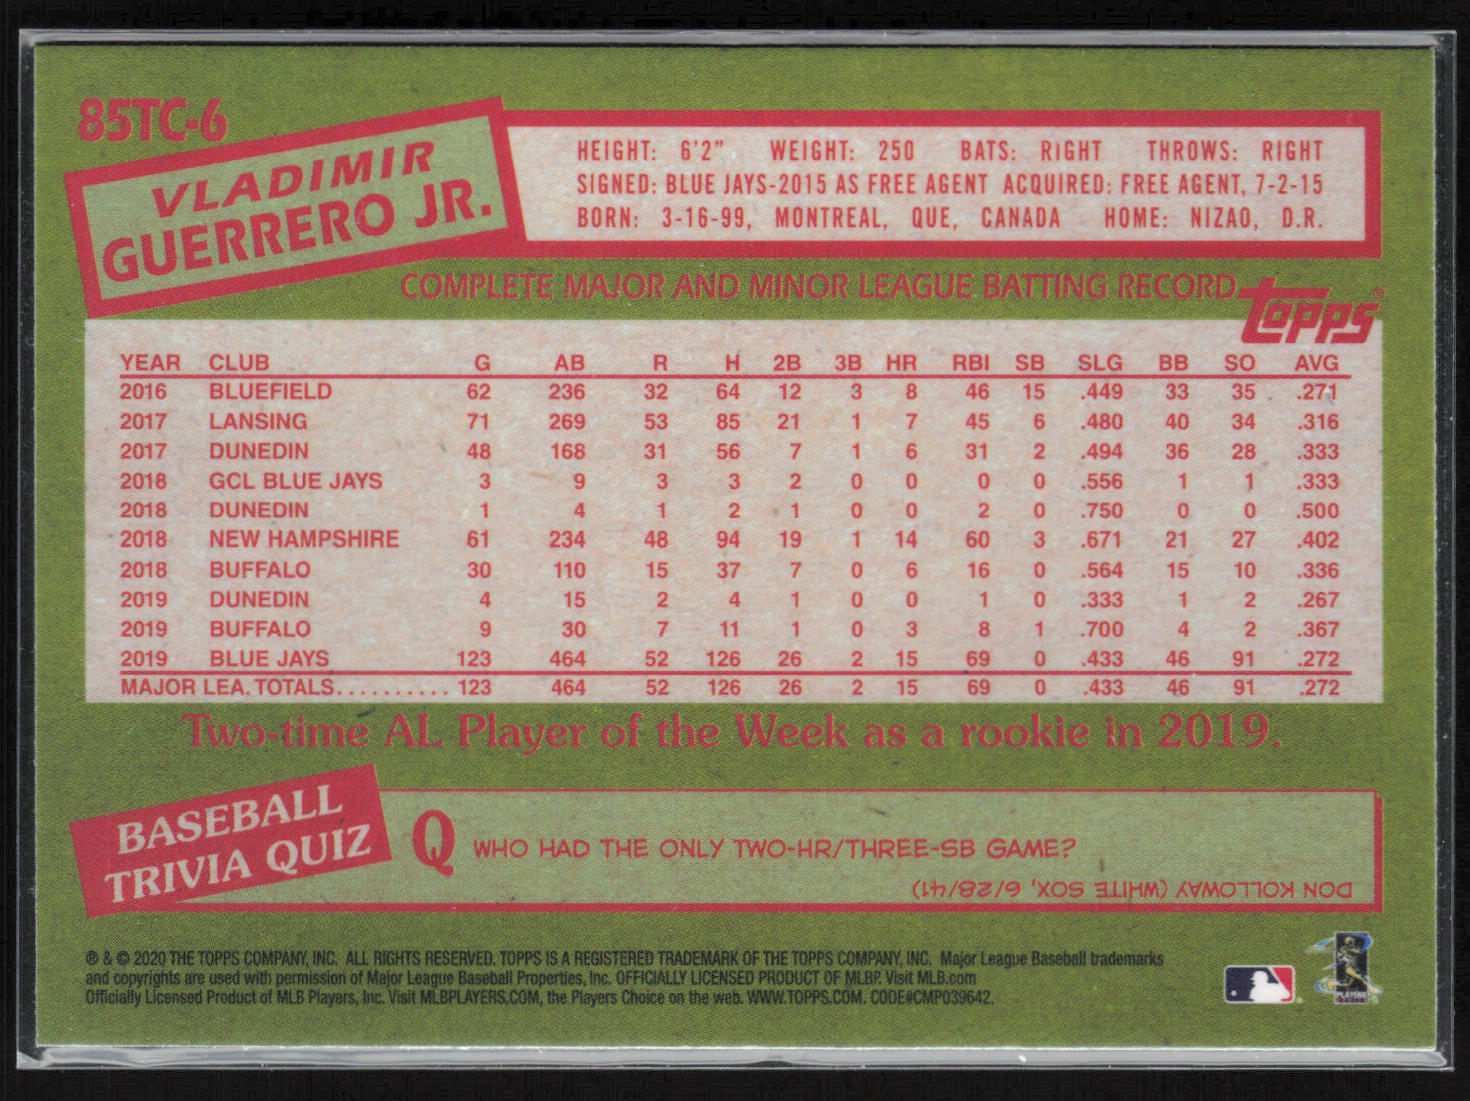 85TC-6
VLADIMIR
GUERRERO JR.
HEIGHT: 6'2" WEIGHT: 250 BATS: RIGHT THROWS: RIGHT
SIGNED: BLUE JAYS-2015 AS FREE AGENT ACQUIRED: FREE AGENT, 7-2-15
BORN: 3-16-99, MONTREAL, QUE, CANADA HOME: NIZAO, D.R.
COMPLETE MAJOR AND MINOR LEAGUE BATTING RECORD
topps®
YEAR CLUB G AB R H 2B 3B HR RBI SB SLG BB SO AVG
2016 BLUEFIELD 62 236 32 64 12 3 8 46 15 .449 33 35 .271
2017 LANSING 71 269 53 85 21 1 7 45 6 .480 40 34 .316
2017 DUNEDIN 48 168 31 56 7 1 6 31 2 .494 36 28 .333
2018 GCL BLUE JAYS 3 9 3 3 2 0 0 0 0 .556 1 1 .333
2018 DUNEDIN 1 4 1 2 1 0 0 2 0 .750 0 0 .500
2018 NEW HAMPSHIRE 61 234 48 94 19 1 14 60 3 .671 21 27 .402
2018 BUFFALO 30 110 15 37 7 0 6 16 0 .564 15 10 .336
2019 DUNEDIN 4 15 2 4 1 0 0 1 0 .333 1 2 .267
2019 BUFFALO 9 30 7 11 1 0 3 8 1 .700 4 2 .367
2019 BLUE JAYS 123 464 52 126 26 2 15 69 0 .433 46 91 .272
MAJOR LEA. TOTALS.......... 123 464 52 126 26 2 15 69 0 .433 46 91 .272
Two-time AL Player of the Week as a rookie in 2019.
BASEBALL
TRIVIA QUIZ
Q WHO HAD THE ONLY TWO-HR/THREE-SB GAME?
DON KOLLOWAY (WHITE SOX, 6/28/41)
® & © 2020 THE TOPPS COMPANY, INC. ALL RIGHTS RESERVED. TOPPS IS A REGISTERED TRADEMARK OF THE TOPPS COMPANY, INC. Major League Baseball trademarks
and copyrights are used with permission of Major League Baseball Properties, Inc. OFFICIALLY LICENSED PRODUCT OF MLBP. Visit MLB.com
Officially Licensed Product of MLB Players, Inc. Visit MLBPLAYERS.COM, the Players Choice on the web. WWW.TOPPS.COM. CODE#CMP039642.